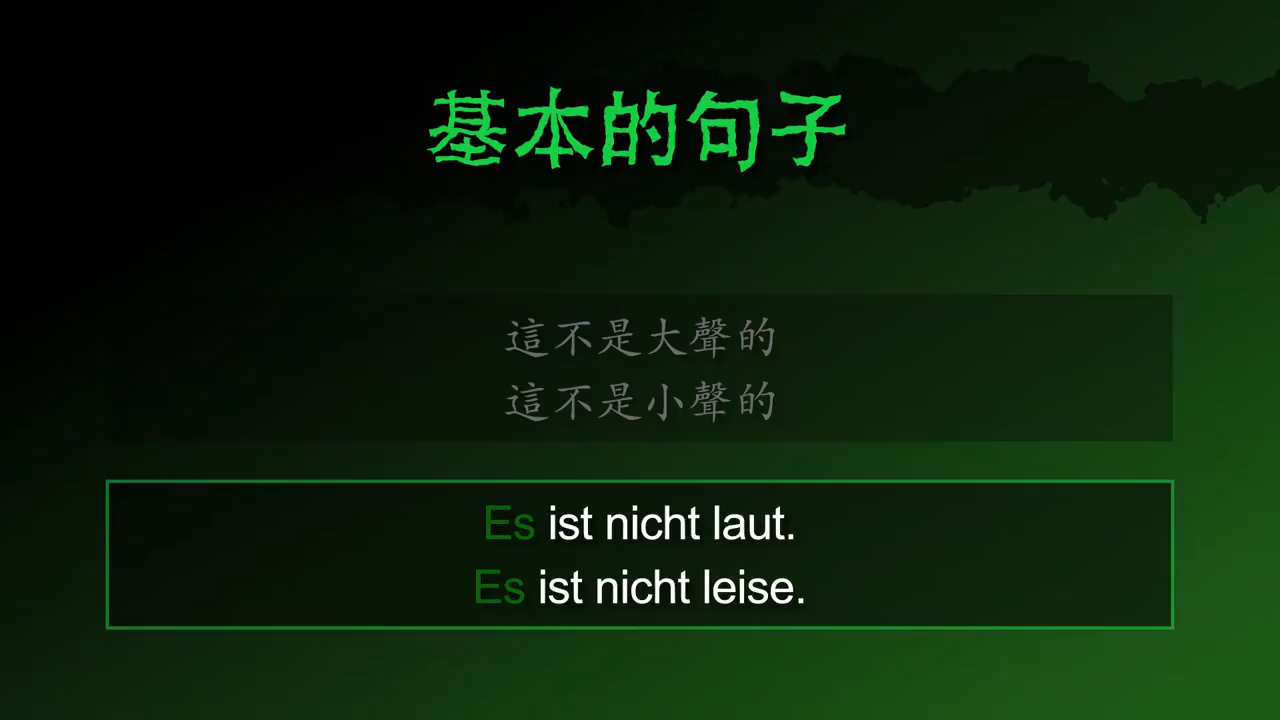 基本的句子
這不是大聲的
這不是小聲的
Es ist nicht laut.
Es ist nicht leise.